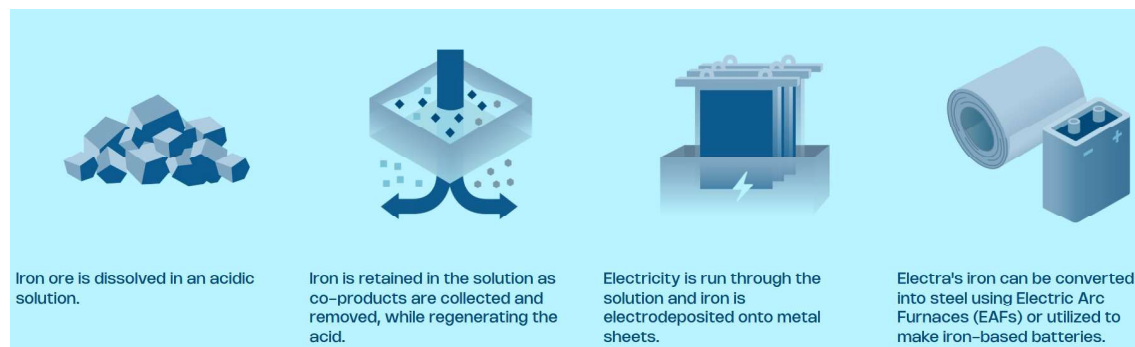 Iron ore is dissolved in an acidic
solution.
Iron is retained in the solution as
co-products are collected and
removed, while regenerating the
acid.
Electricity is run through the
solution and iron is
electrodeposited onto metal
sheets.
Electra's iron can be converted
into steel using Electric Arc
Furnaces (EAFs) or utilized to
make iron-based batteries.